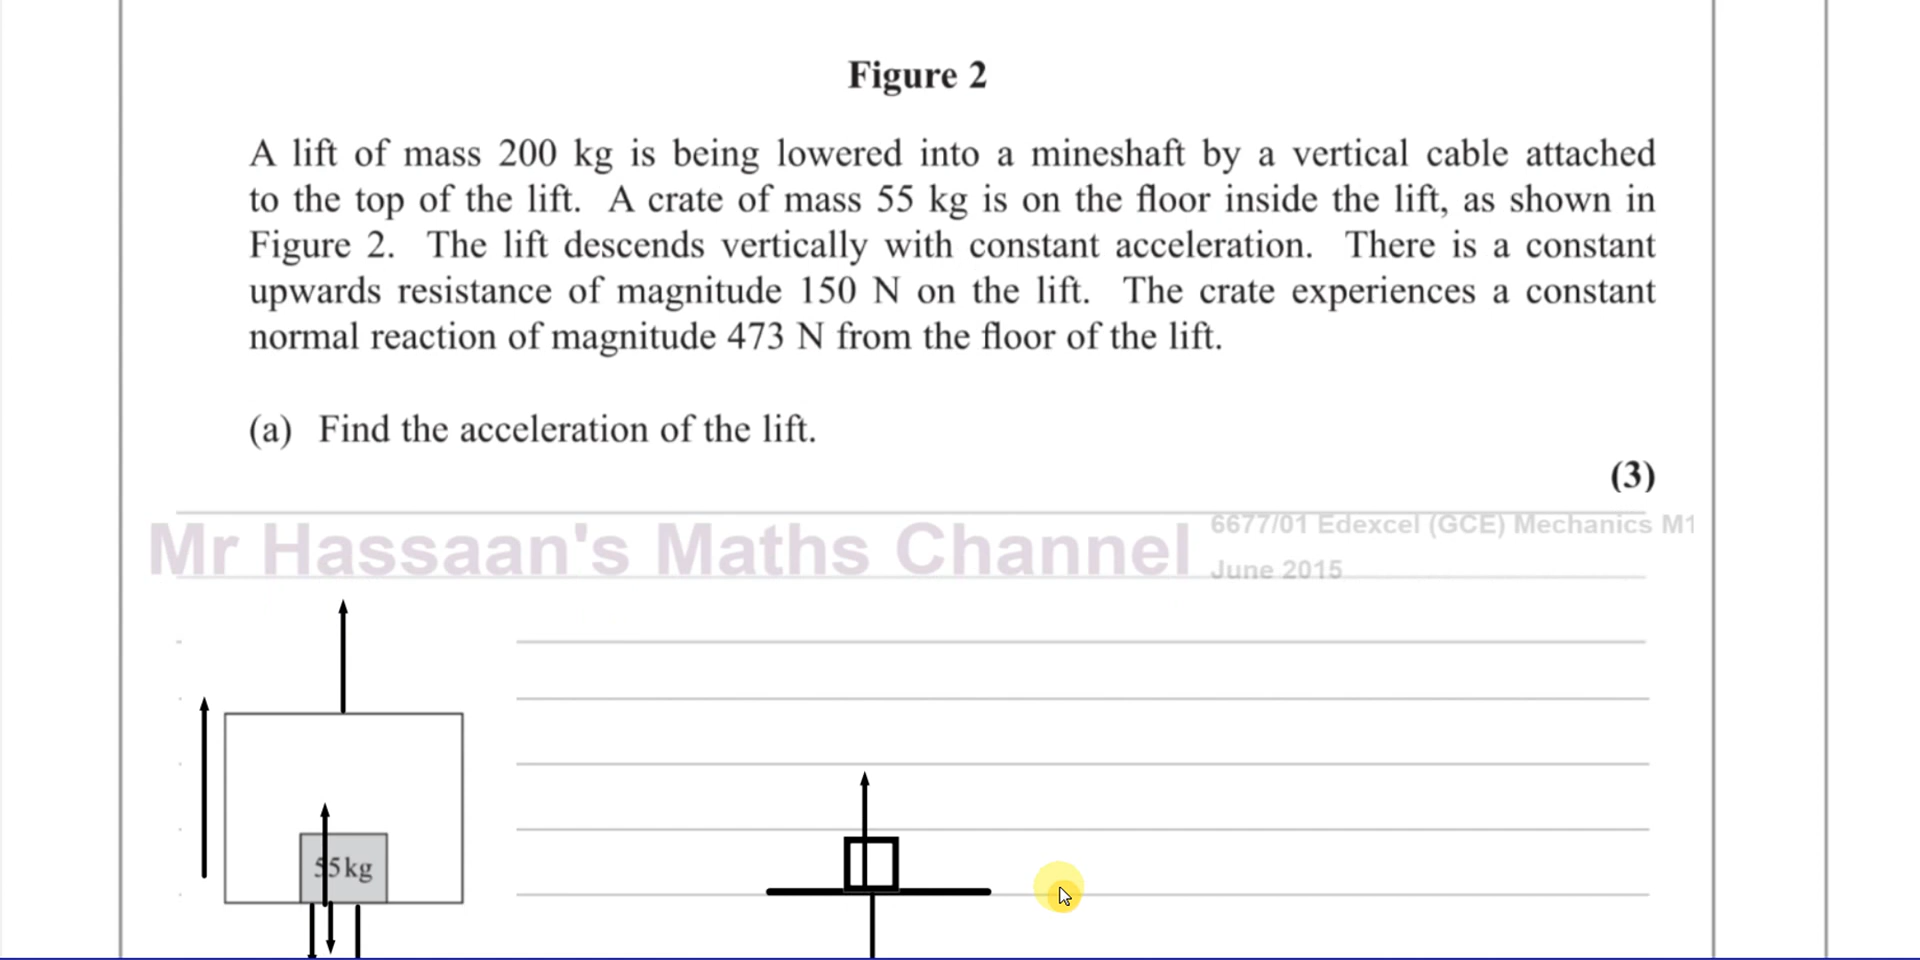 Figure 2
A lift of mass 200 kg is being lowered into a mineshaft by a vertical cable attached
to the top of the lift. A crate of mass 55 kg is on the floor inside the lift, as shown in
Figure 2. The lift descends vertically with constant acceleration. There is a constant
upwards resistance of magnitude 150 N on the lift. The crate experiences a constant
normal reaction of magnitude 473 N from the floor of the lift.
(a) Find the acceleration of the lift.
(3)
Mr Hassaan's Maths Channel
6677/01 Edexcel (GCE) Mechanics M1
June 2015
55 kg